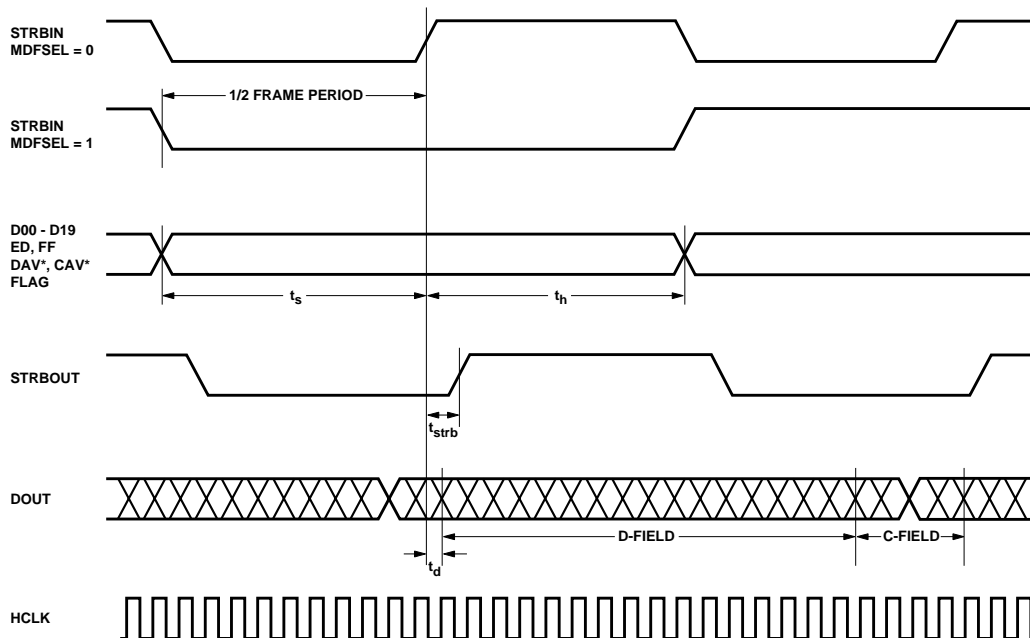 STRBIN
MDFSEL = 0
1/2 FRAME PERIOD
STRBIN
MDFSEL = 1
D00 - D19
ED, FF
DAV*, CAV*
FLAG
ts
th
STRBOUT
tstrb
DOUT
D-FIELD
C-FIELD
td
HCLK